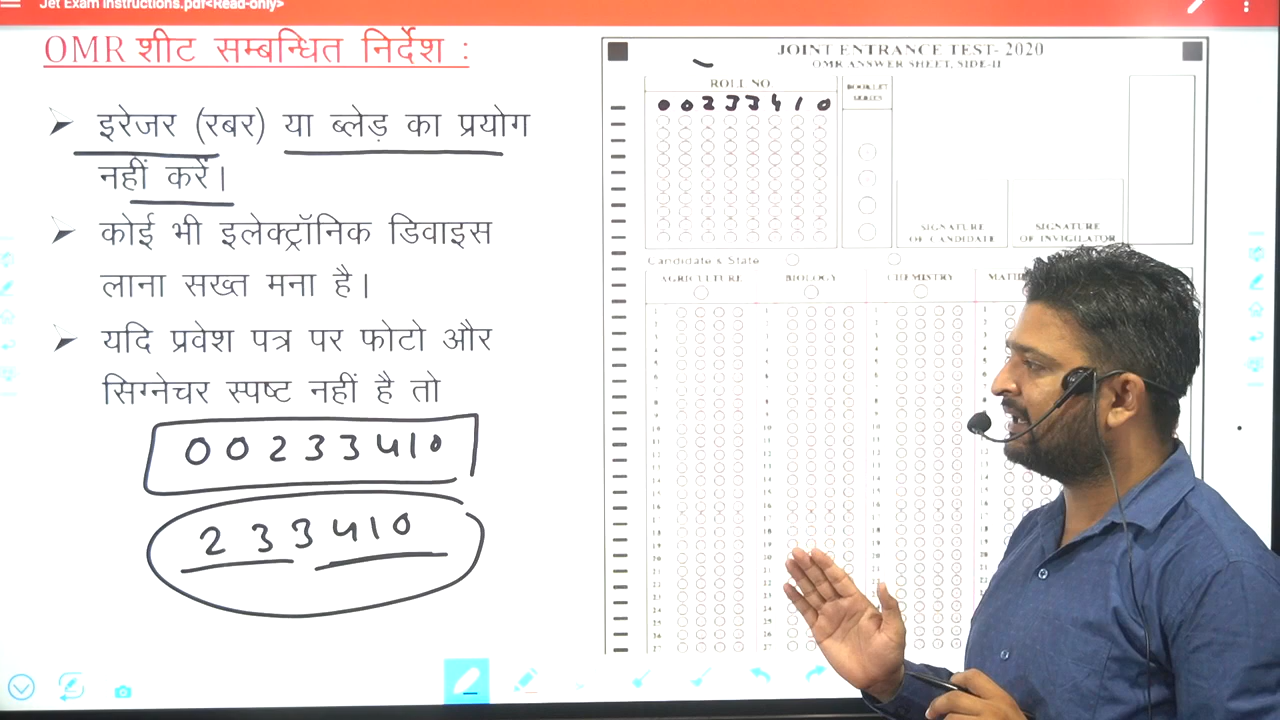 Jet Exam Instructions.pdf<Read-only>
OMR शीट सम्बन्धित निर्देश :
इरेजर (रबर) या ब्लेड़ का प्रयोग
नहीं करें।
कोई भी इलेक्ट्रॉनिक डिवाइस
लाना सख्त मना है।
यदि प्रवेश पत्र पर फोटो और
सिग्नेचर स्पष्ट नहीं है तो
00233410
233410
JOINT ENTRANCE TEST- 2020
OMR ANSWER SHEET, SIDE-II
ROLL NO
00233410
BOOKLET
SERIES
SIGNATURE
OF CANDIDATE
SIGNATURE
OF INVIGILATOR
Candidate's State
AGRICULTURE
BIOLOGY
CHEMISTRY